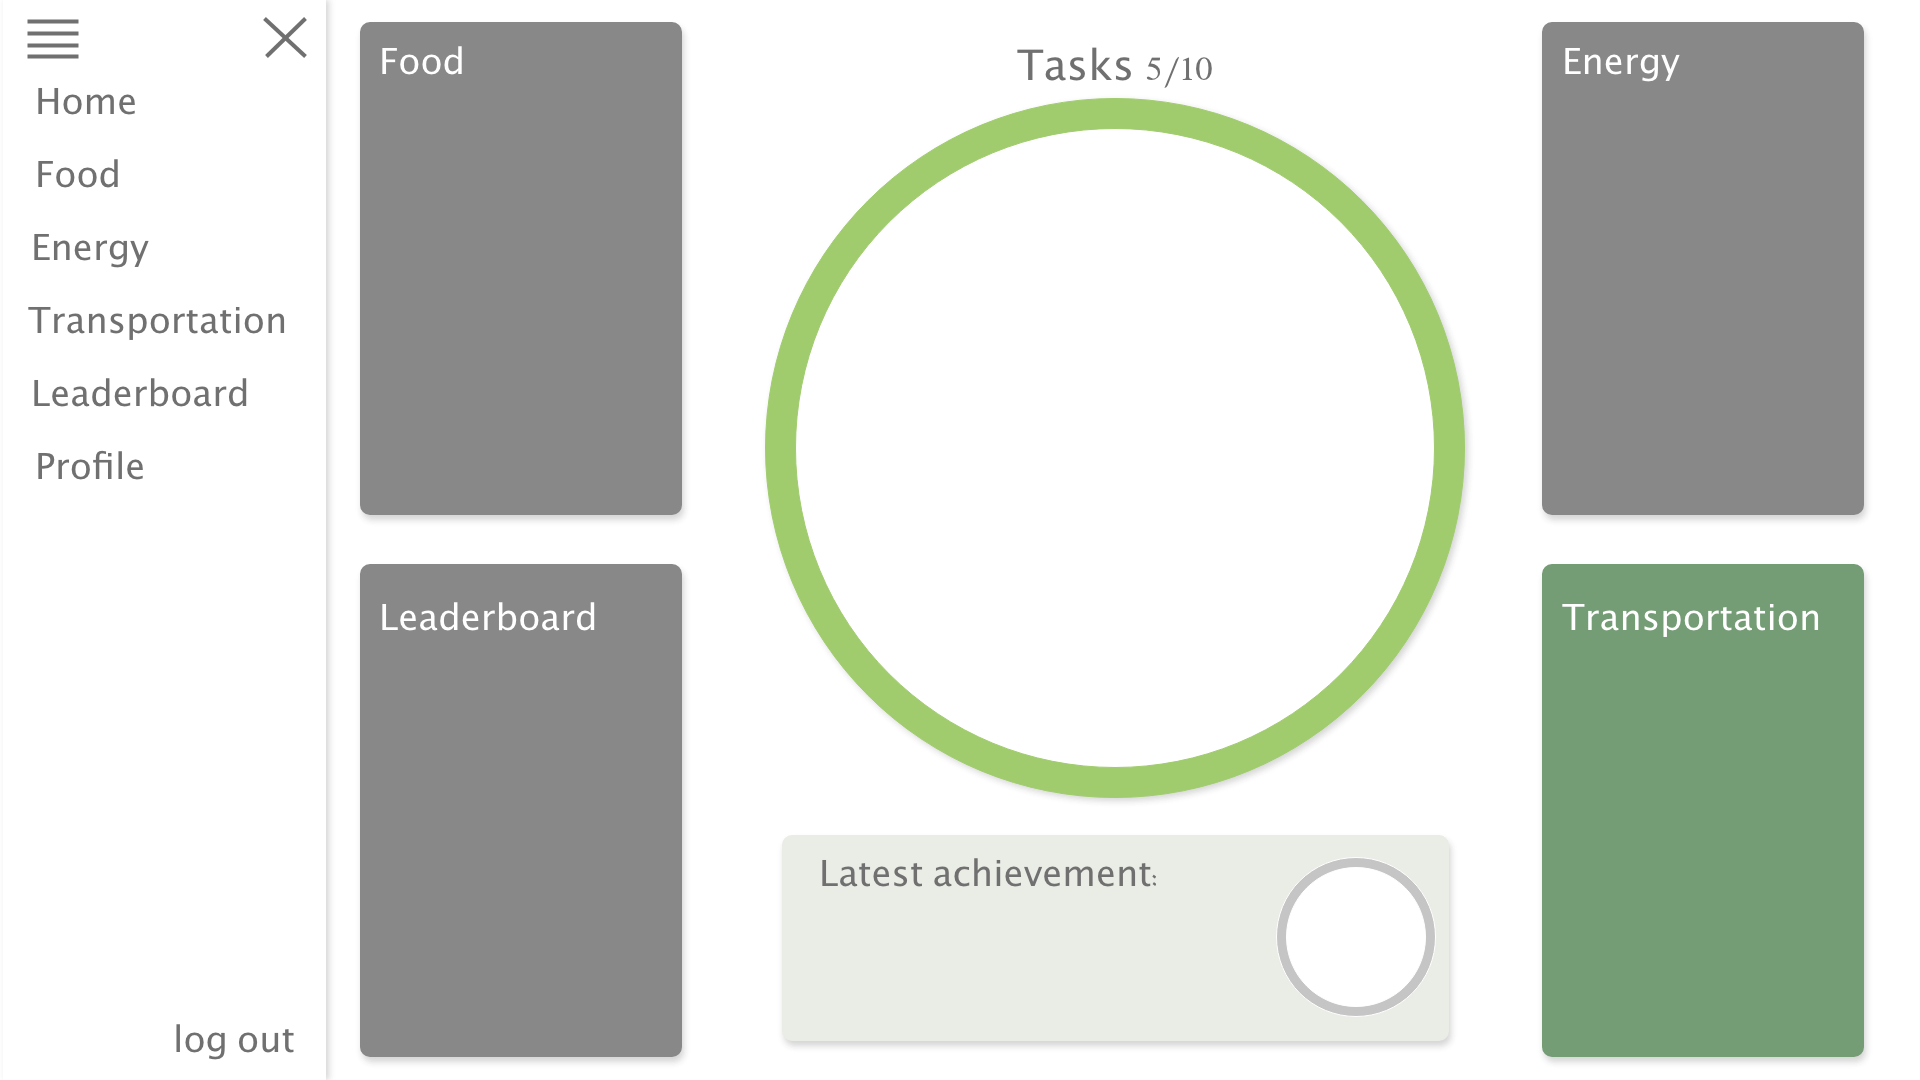 Home
Food
Energy
Transportation
Leaderboard
Profile
log out
Food
Tasks 5/10
Energy
Leaderboard
Transportation
Latest achievement: